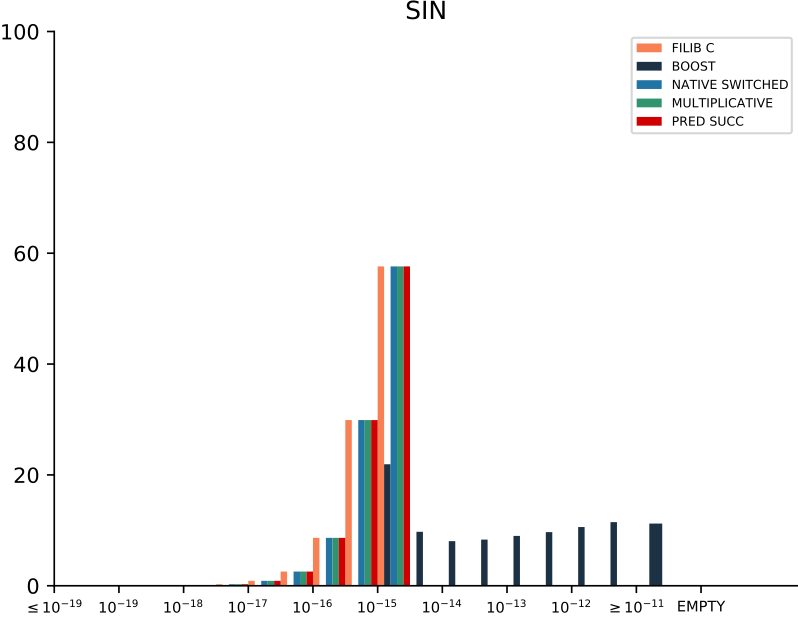 SIN
100
80
60
40
20
0
FILIB C
BOOST
NATIVE SWITCHED
MULTIPLICATIVE
PRED SUCC
≤ 10⁻¹⁹ 10⁻¹⁹ 10⁻¹⁸ 10⁻¹⁷ 10⁻¹⁶ 10⁻¹⁵ 10⁻¹⁴ 10⁻¹³ 10⁻¹² ≥ 10⁻¹¹ EMPTY